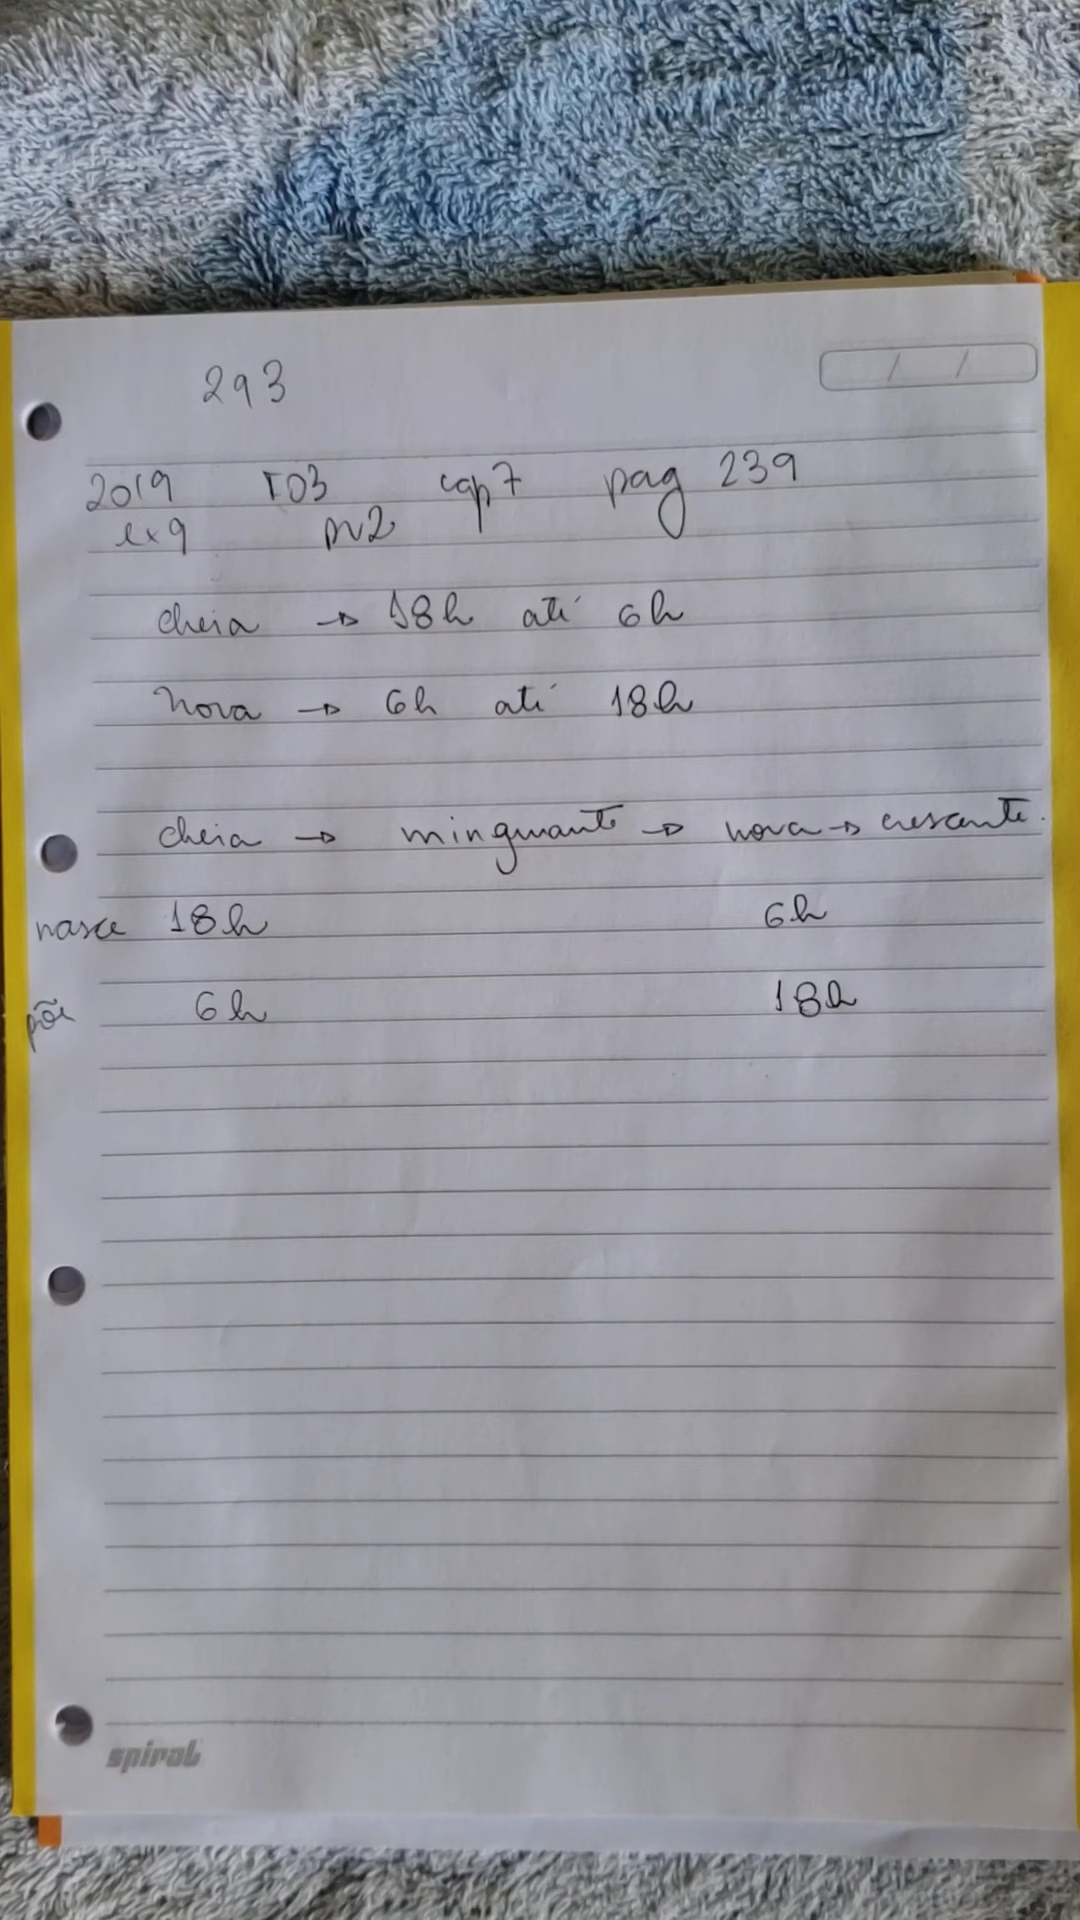 293
/ /
2019 T03 cap7 pag 239
ex9 PV2
cheia → 18h até 6h
Nova → 6h até 18h
cheia → minguante → nova → crescente.
nasce 18h 6h
põe 6h 18h
spiral